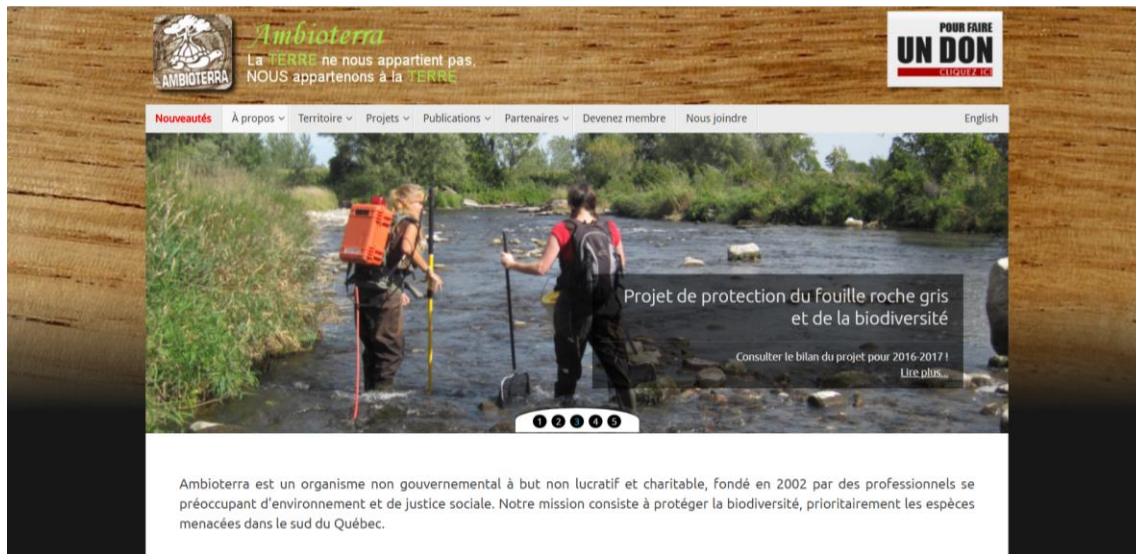 Ambioterra
La TERRE ne nous appartient pas,
NOUS appartenons à la TERRE
AMBIOTERRA
POUR FAIRE
UN DON
CLIQUEZ ICI
Nouveautés À propos Territoire Projets Publications Partenaires Devenez membre Nous joindre English
Projet de protection du fouille roche gris
et de la biodiversité
Consulter le bilan du projet pour 2016-2017 !
Lire plus...
1 2 3 4 5
Ambioterra est un organisme non gouvernemental à but non lucratif et charitable, fondé en 2002 par des professionnels se
préoccupant d'environnement et de justice sociale. Notre mission consiste à protéger la biodiversité, prioritairement les espèces
menacées dans le sud du Québec.